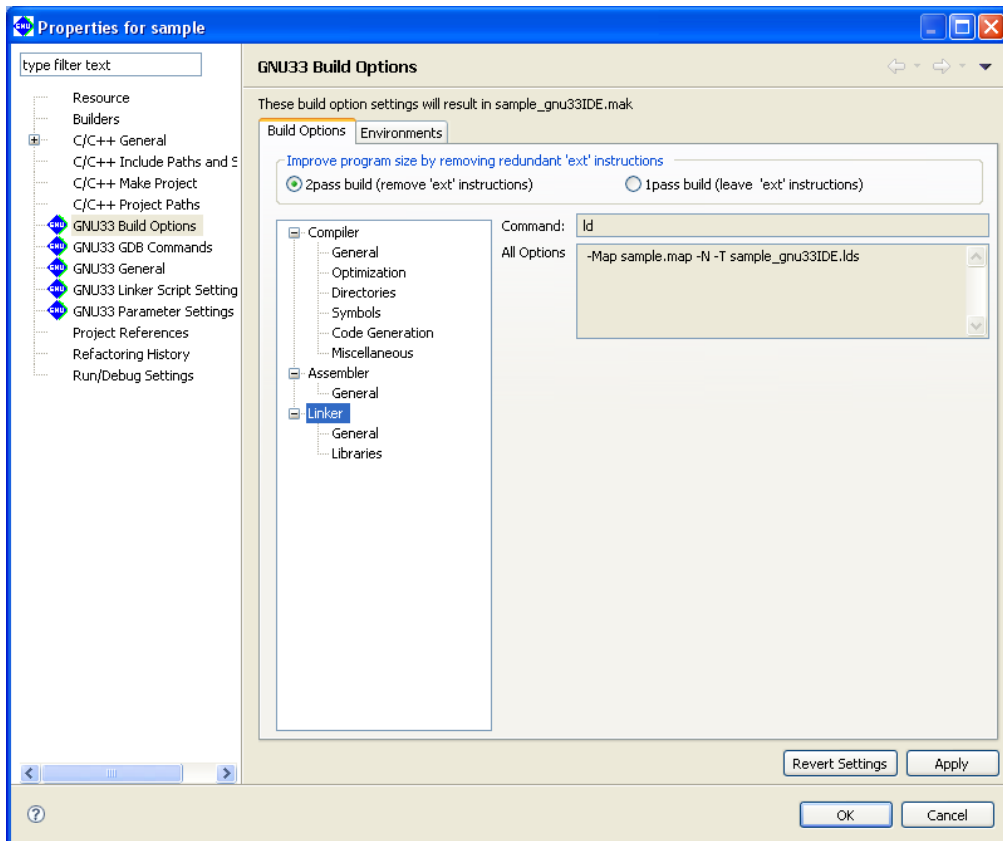 Properties for sample
type filter text
Resource
Builders
C/C++ General
C/C++ Include Paths and S
C/C++ Make Project
C/C++ Project Paths
GNU33 Build Options
GNU33 GDB Commands
GNU33 General
GNU33 Linker Script Setting
GNU33 Parameter Settings
Project References
Refactoring History
Run/Debug Settings
GNU33 Build Options
These build option settings will result in sample_gnu33IDE.mak
Build Options
Environments
Improve program size by removing redundant 'ext' instructions
2pass build (remove 'ext' instructions)
1pass build (leave 'ext' instructions)
Compiler
General
Optimization
Directories
Symbols
Code Generation
Miscellaneous
Assembler
General
Linker
General
Libraries
Command:
ld
All Options
-Map sample.map -N -T sample_gnu33IDE.lds
Revert Settings
Apply
OK
Cancel